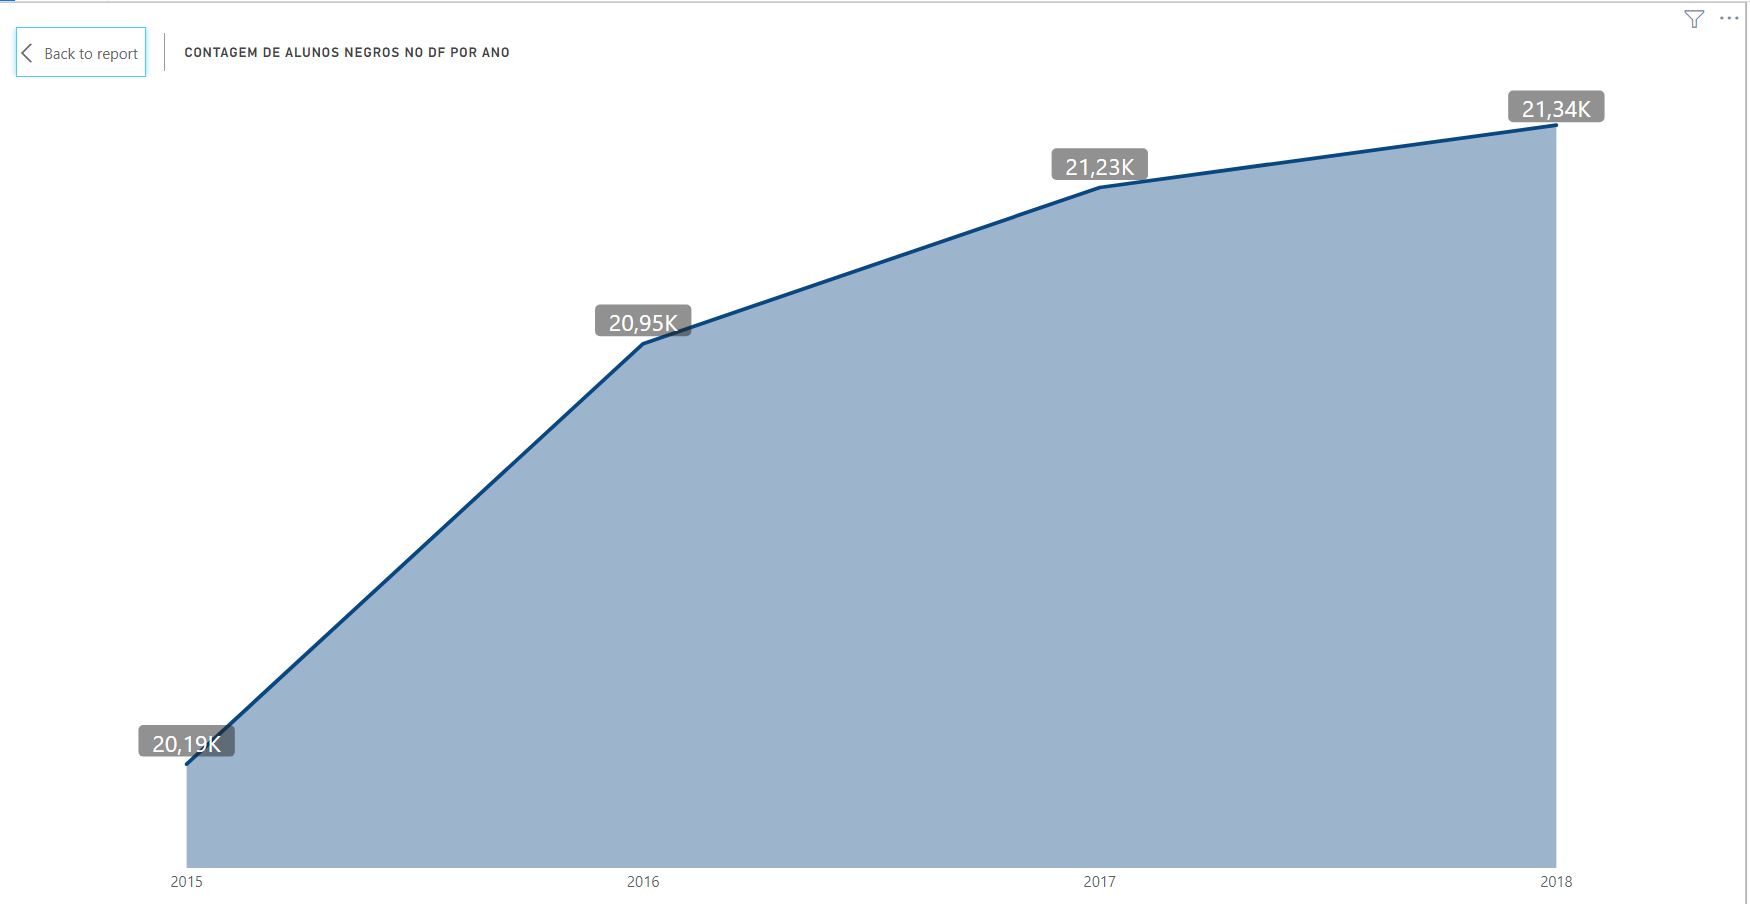 Back to report
CONTAGEM DE ALUNOS NEGROS NO DF POR ANO
21,34K
21,23K
20,95K
20,19K
2015 2016 2017 2018